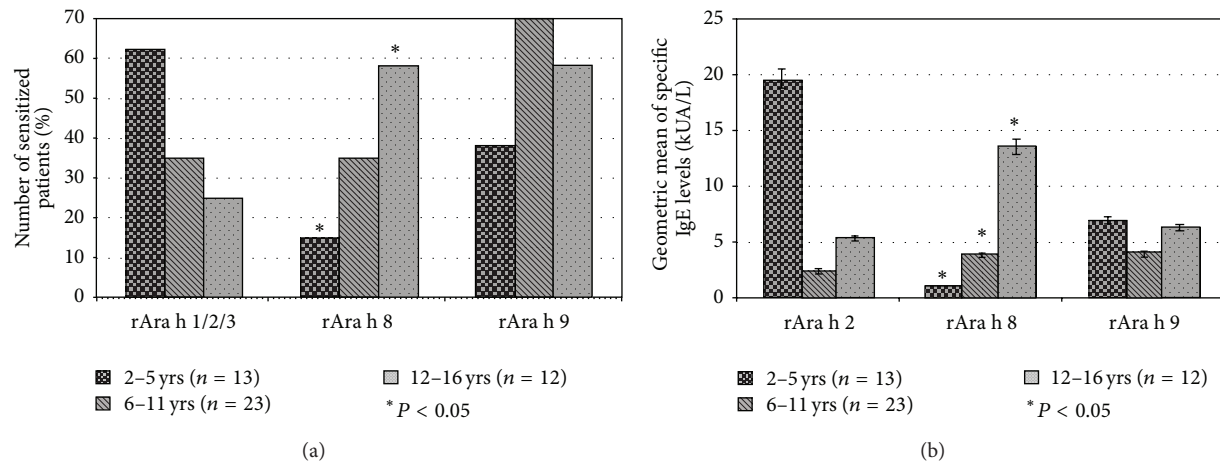 Number of sensitized
patients (%)
70
60
50
40
30
20
10
0
*
*
rAra h 1/2/3
rAra h 8
rAra h 9
2–5 yrs (n = 13)
12–16 yrs (n = 12)
6–11 yrs (n = 23)
* P < 0.05
(a)
Geometric mean of specific
IgE levels (kUA/L)
25
20
15
10
5
0
*
*
*
rAra h 2
rAra h 8
rAra h 9
2–5 yrs (n = 13)
12–16 yrs (n = 12)
6–11 yrs (n = 23)
* P < 0.05
(b)